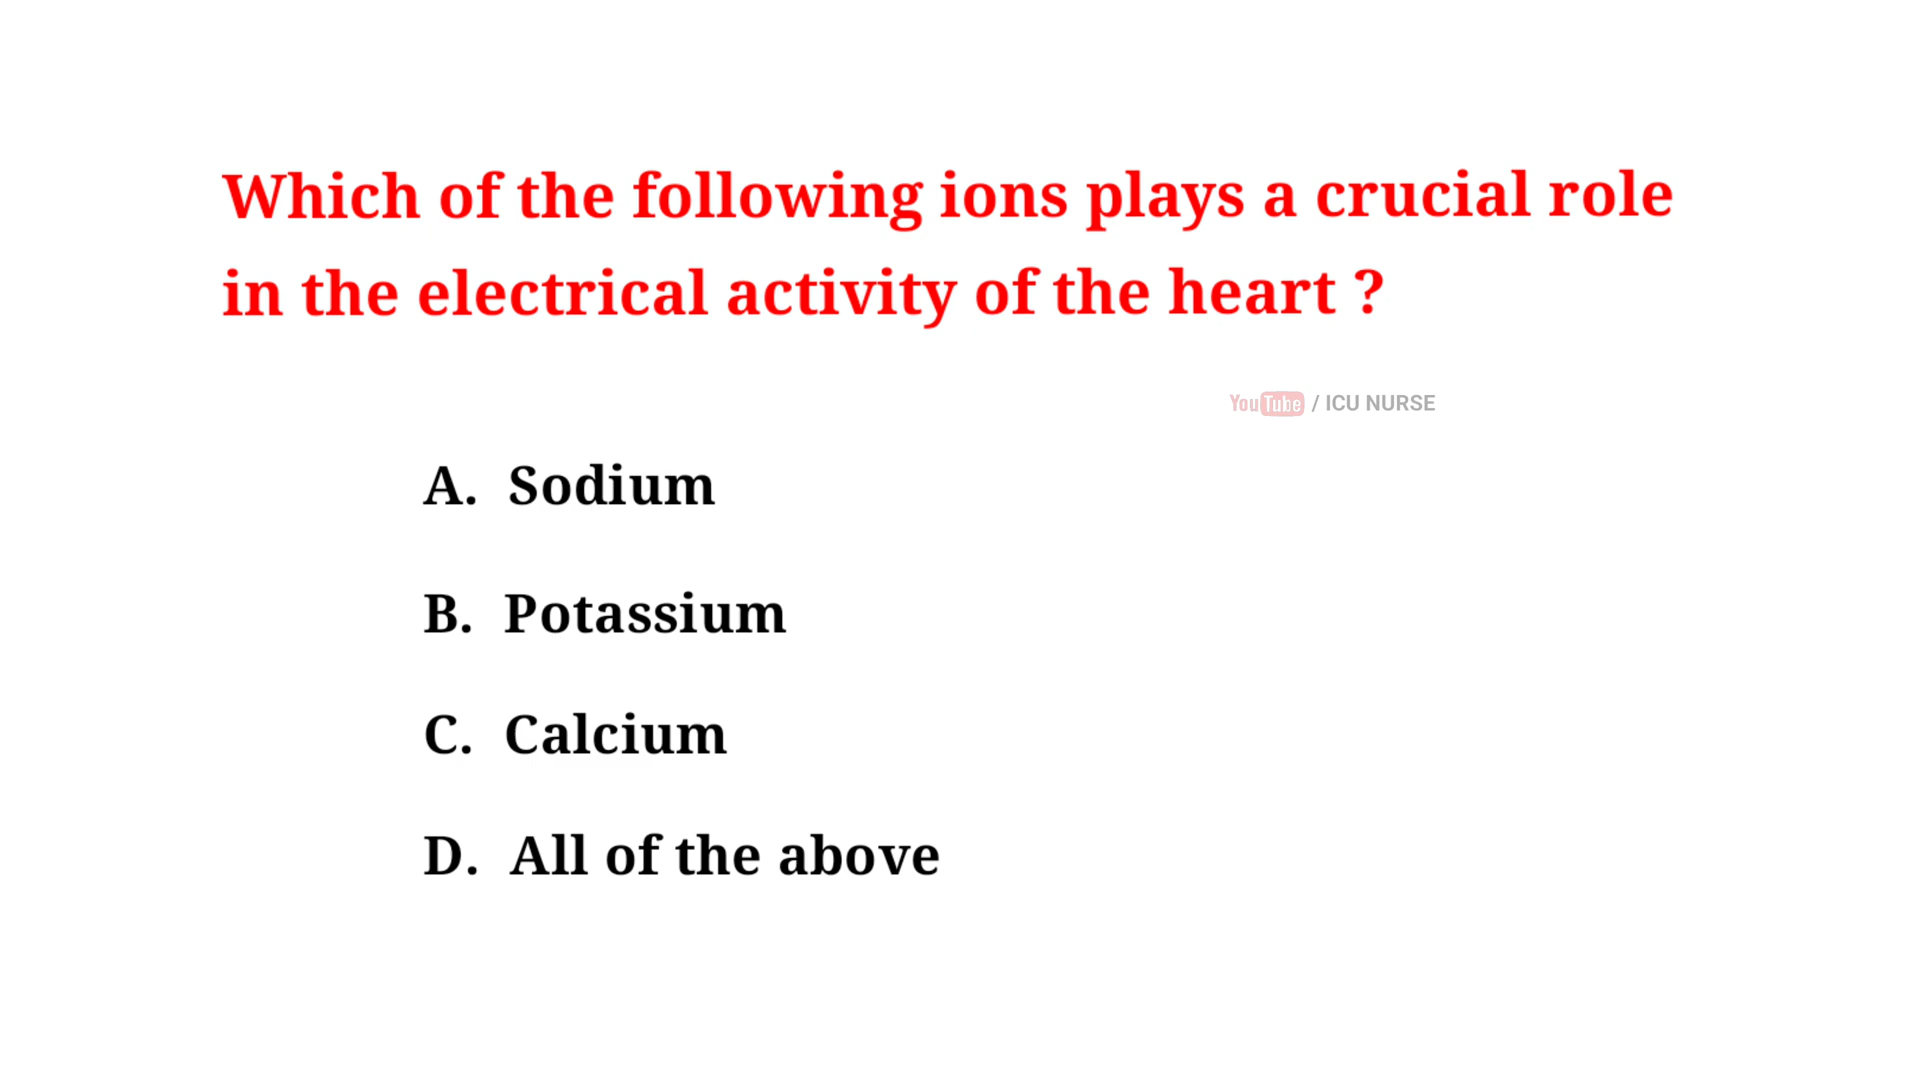 Which of the following ions plays a crucial role
in the electrical activity of the heart ?
YouTube / ICU NURSE
A. Sodium
B. Potassium
C. Calcium
D. All of the above